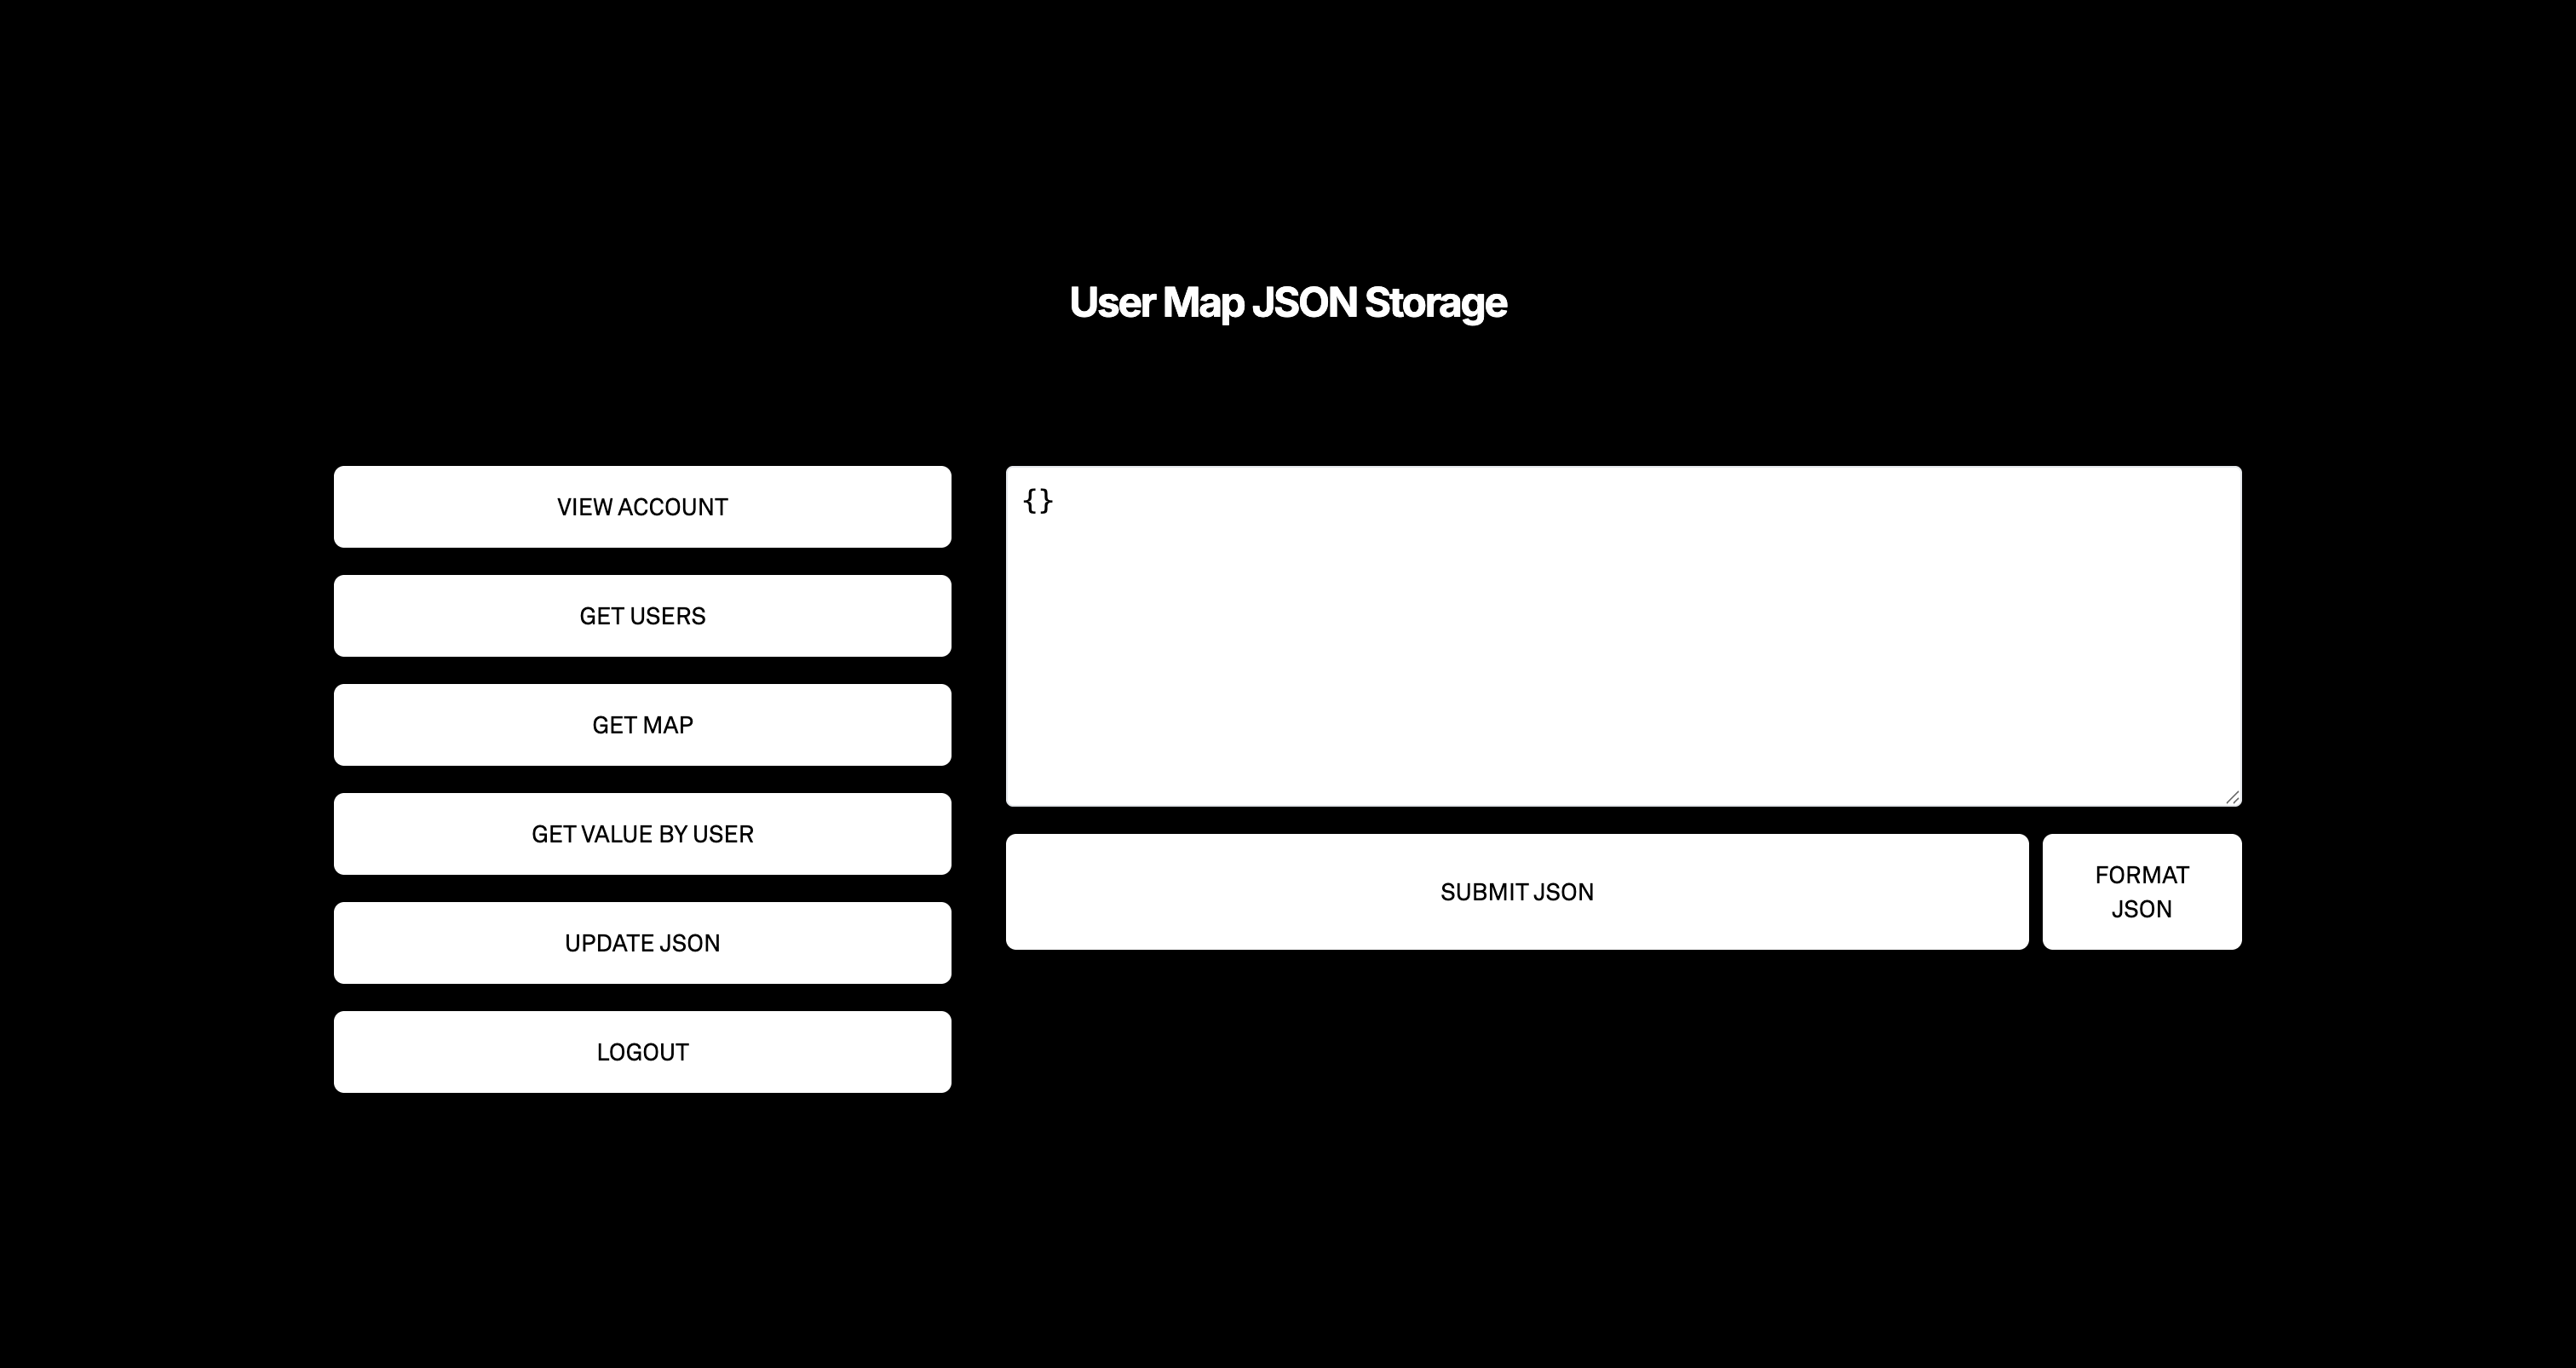 User Map JSON Storage
VIEW ACCOUNT
GET USERS
GET MAP
GET VALUE BY USER
UPDATE JSON
LOGOUT
{}
SUBMIT JSON
FORMAT
JSON